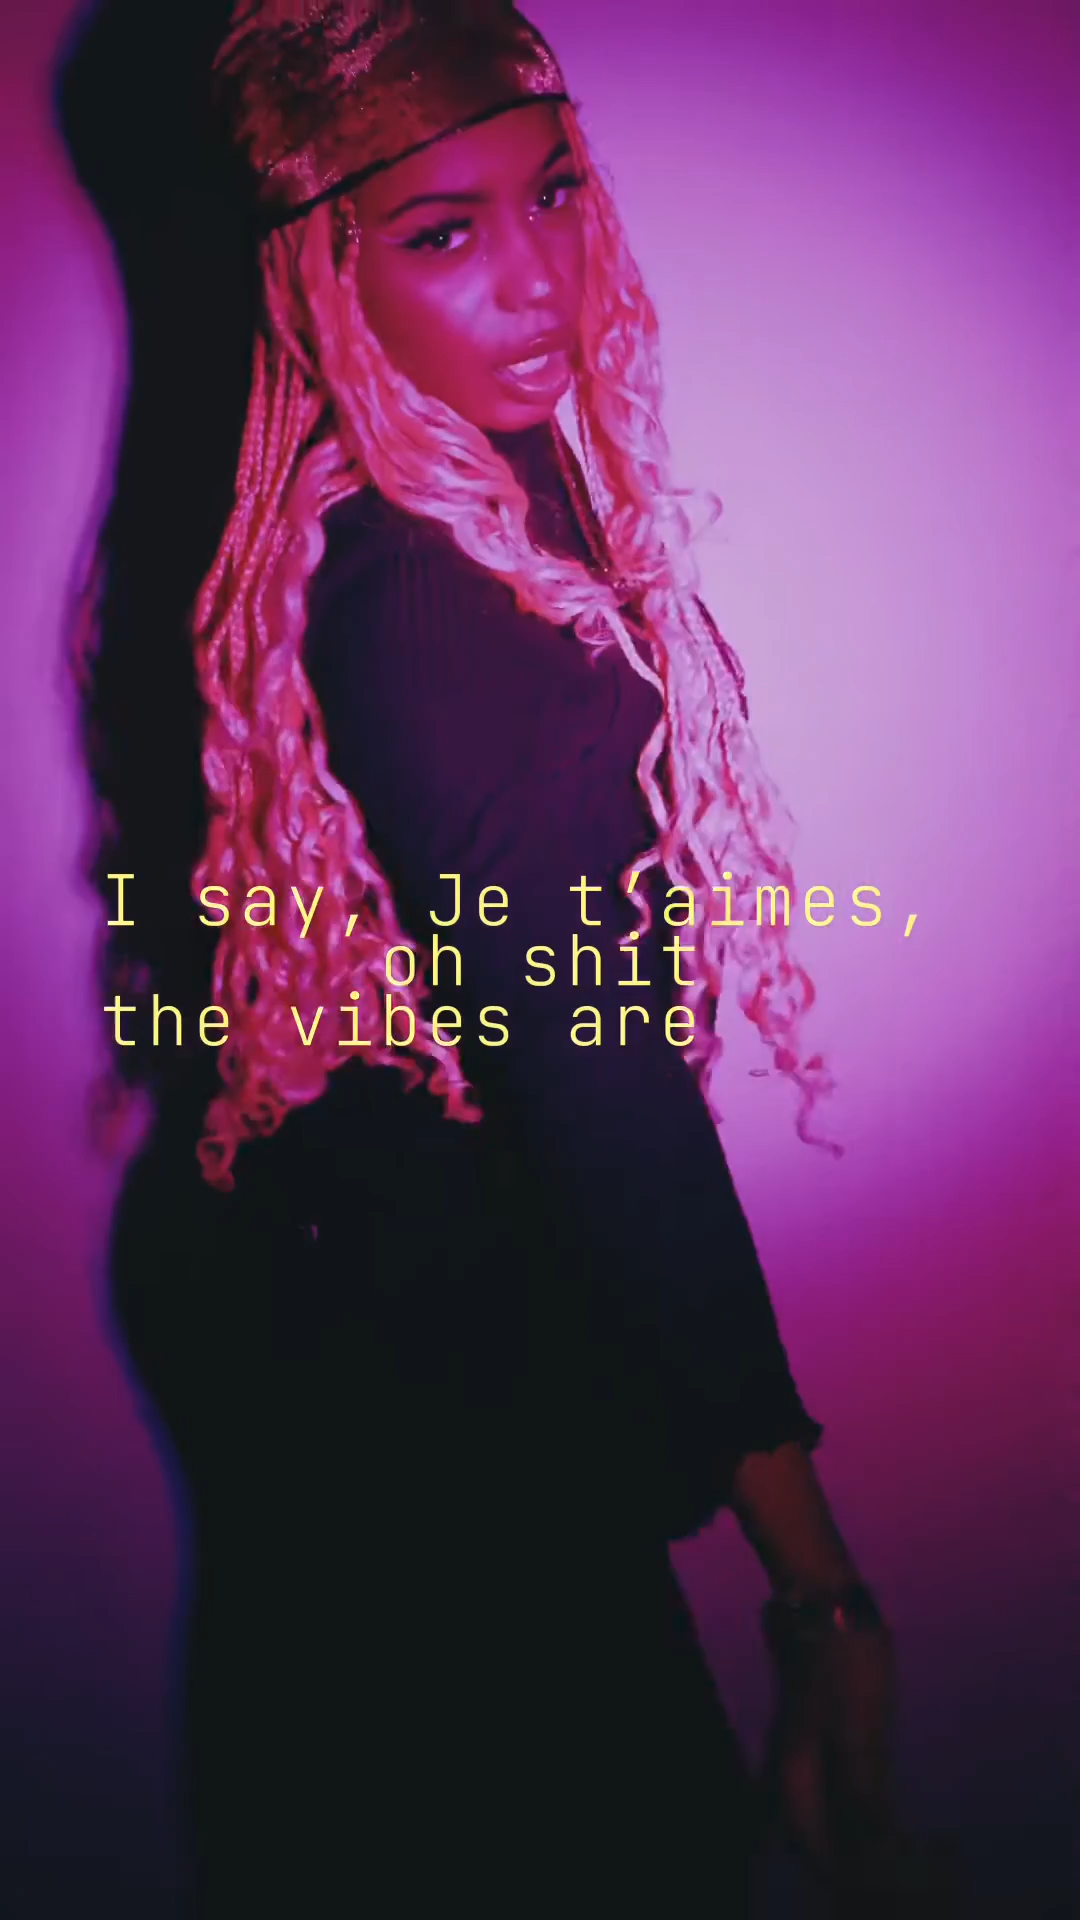 I say, Je t’aimes,
oh shit
the vibes are